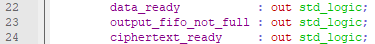 22 data_ready : out std_logic;
23 output_fifo_not_full : out std_logic;
24 ciphertext_ready : out std_logic;